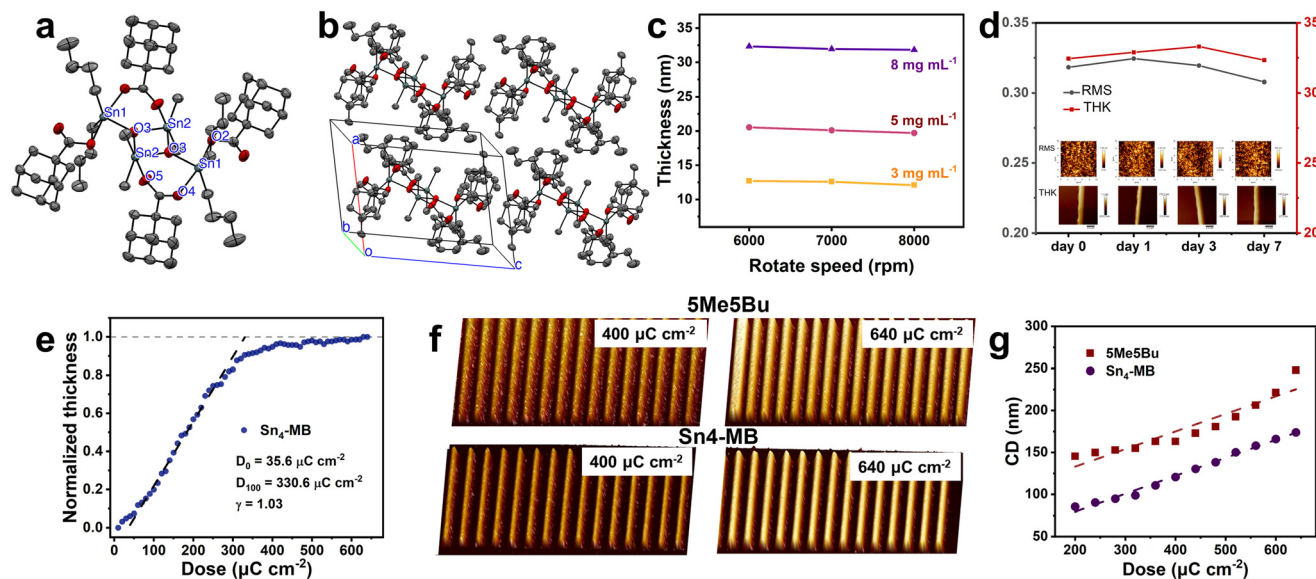 a
Sn1
Sn2
O3
O2
Sn2
O3
Sn1
O5
O4
b
a
b
o
c
c
Thickness (nm)
35
30
25
20
15
10
8 mg mL-1
5 mg mL-1
3 mg mL-1
6000 7000 8000
Rotate speed (rpm)
d
0.35
0.30
0.25
0.20
RMS
THK
RMS
THK
day 0 day 1 day 3 day 7
e
Normalized thickness
1.0
0.8
0.6
0.4
0.2
0.0
Sn4-MB
D0 = 35.6 μC cm-2
D100 = 330.6 μC cm-2
γ = 1.03
0 100 200 300 400 500 600
Dose (μC cm-2)
f
5Me5Bu
400 μC cm-2
640 μC cm-2
Sn4-MB
400 μC cm-2
640 μC cm-2
g
CD (nm)
300
250
200
150
100
50
5Me5Bu
Sn4-MB
200 300 400 500 600
Dose (μC cm-2)